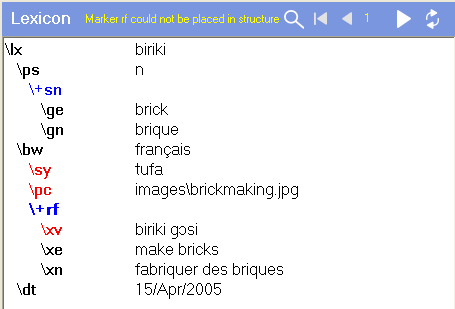 Lexicon Marker rf could not be placed in structure 1
\lx biriki
\ps n
\+sn
\ge brick
\gn brique
\bw français
\sy tufa
\pc images\brickmaking.jpg
\+rf
\xv biriki gosi
\xe make bricks
\xn fabriquer des briques
\dt 15/Apr/2005